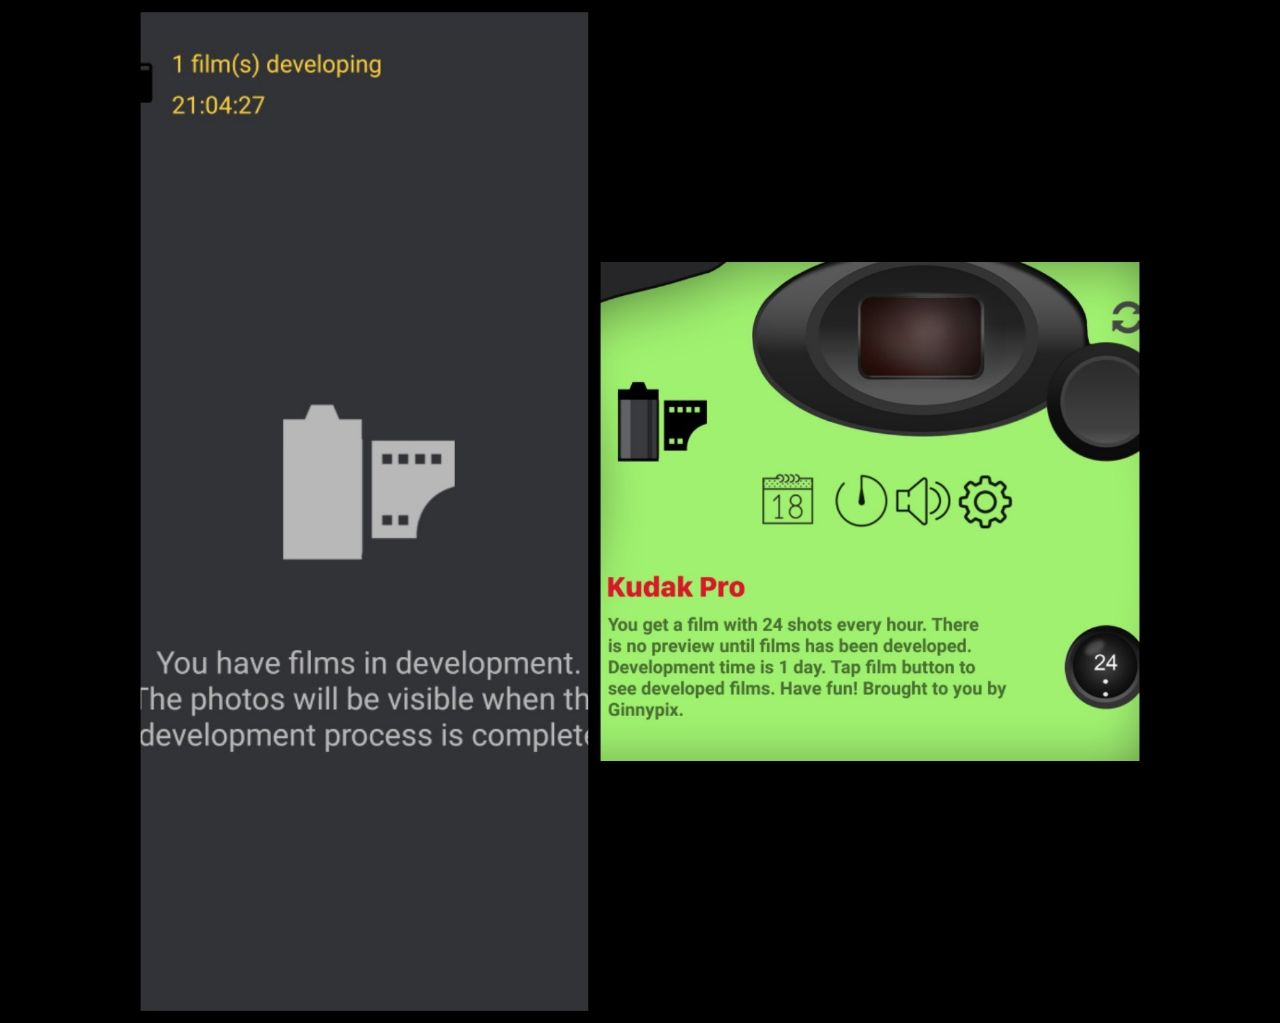 1 film(s) developing
21:04:27
You have films in development.
The photos will be visible when th
development process is complete
18
Kudak Pro
You get a film with 24 shots every hour. There
is no preview until films has been developed.
Development time is 1 day. Tap film button to
see developed films. Have fun! Brought to you by
Ginnypix.
24